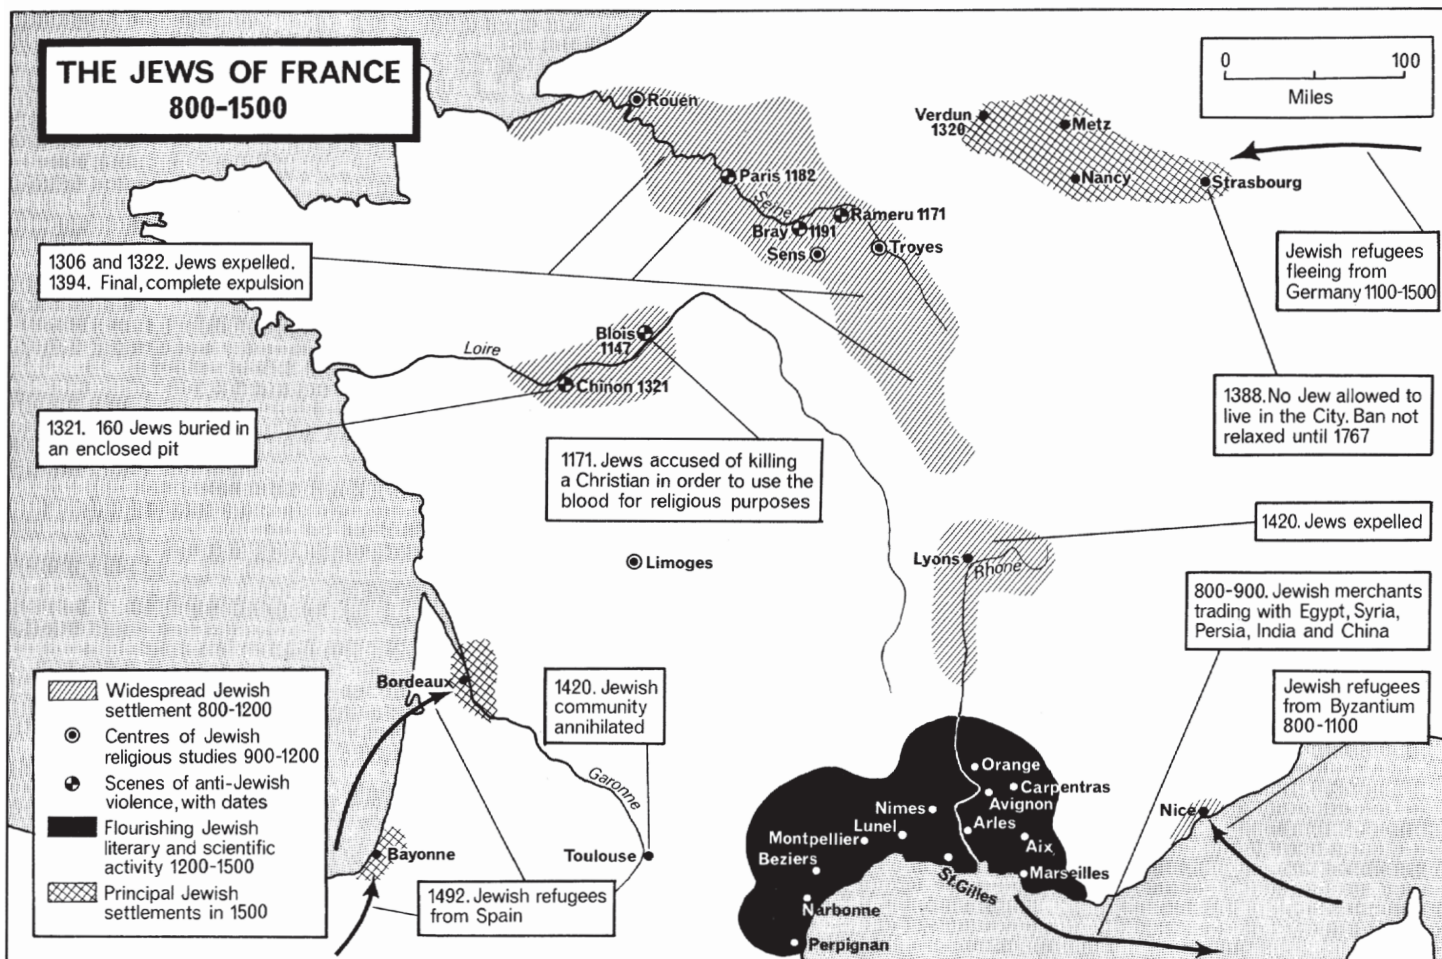 THE JEWS OF FRANCE
800-1500
0 100
Miles
Rouen
Verdun
1320
Metz
Nancy
Strasbourg
Paris 1182
Seine
Rameru 1171
Bray 1191
Sens
Troyes
1306 and 1322. Jews expelled.
1394. Final, complete expulsion
Jewish refugees
fleeing from
Germany 1100-1500
Blois
1147
Loire
Chinon 1321
1321. 160 Jews buried in
an enclosed pit
1388. No Jew allowed to
live in the City. Ban not
relaxed until 1767
1171. Jews accused of killing
a Christian in order to use the
blood for religious purposes
1420. Jews expelled
Limoges
Lyons
Rhone
800-900. Jewish merchants
trading with Egypt, Syria,
Persia, India and China
Bordeaux
1420. Jewish
community
annihilated
Jewish refugees
from Byzantium
800-1100
Widespread Jewish
settlement 800-1200
Centres of Jewish
religious studies 900-1200
Scenes of anti-Jewish
violence, with dates
Flourishing Jewish
literary and scientific
activity 1200-1500
Principal Jewish
settlements in 1500
Garonne
Bayonne
Toulouse
1492. Jewish refugees
from Spain
Orange
Carpentras
Avignon
Nimes
Lunel
Arles
Montpellier
Aix
Beziers
Marseilles
St. Gilles
Narbonne
Perpignan
Nice